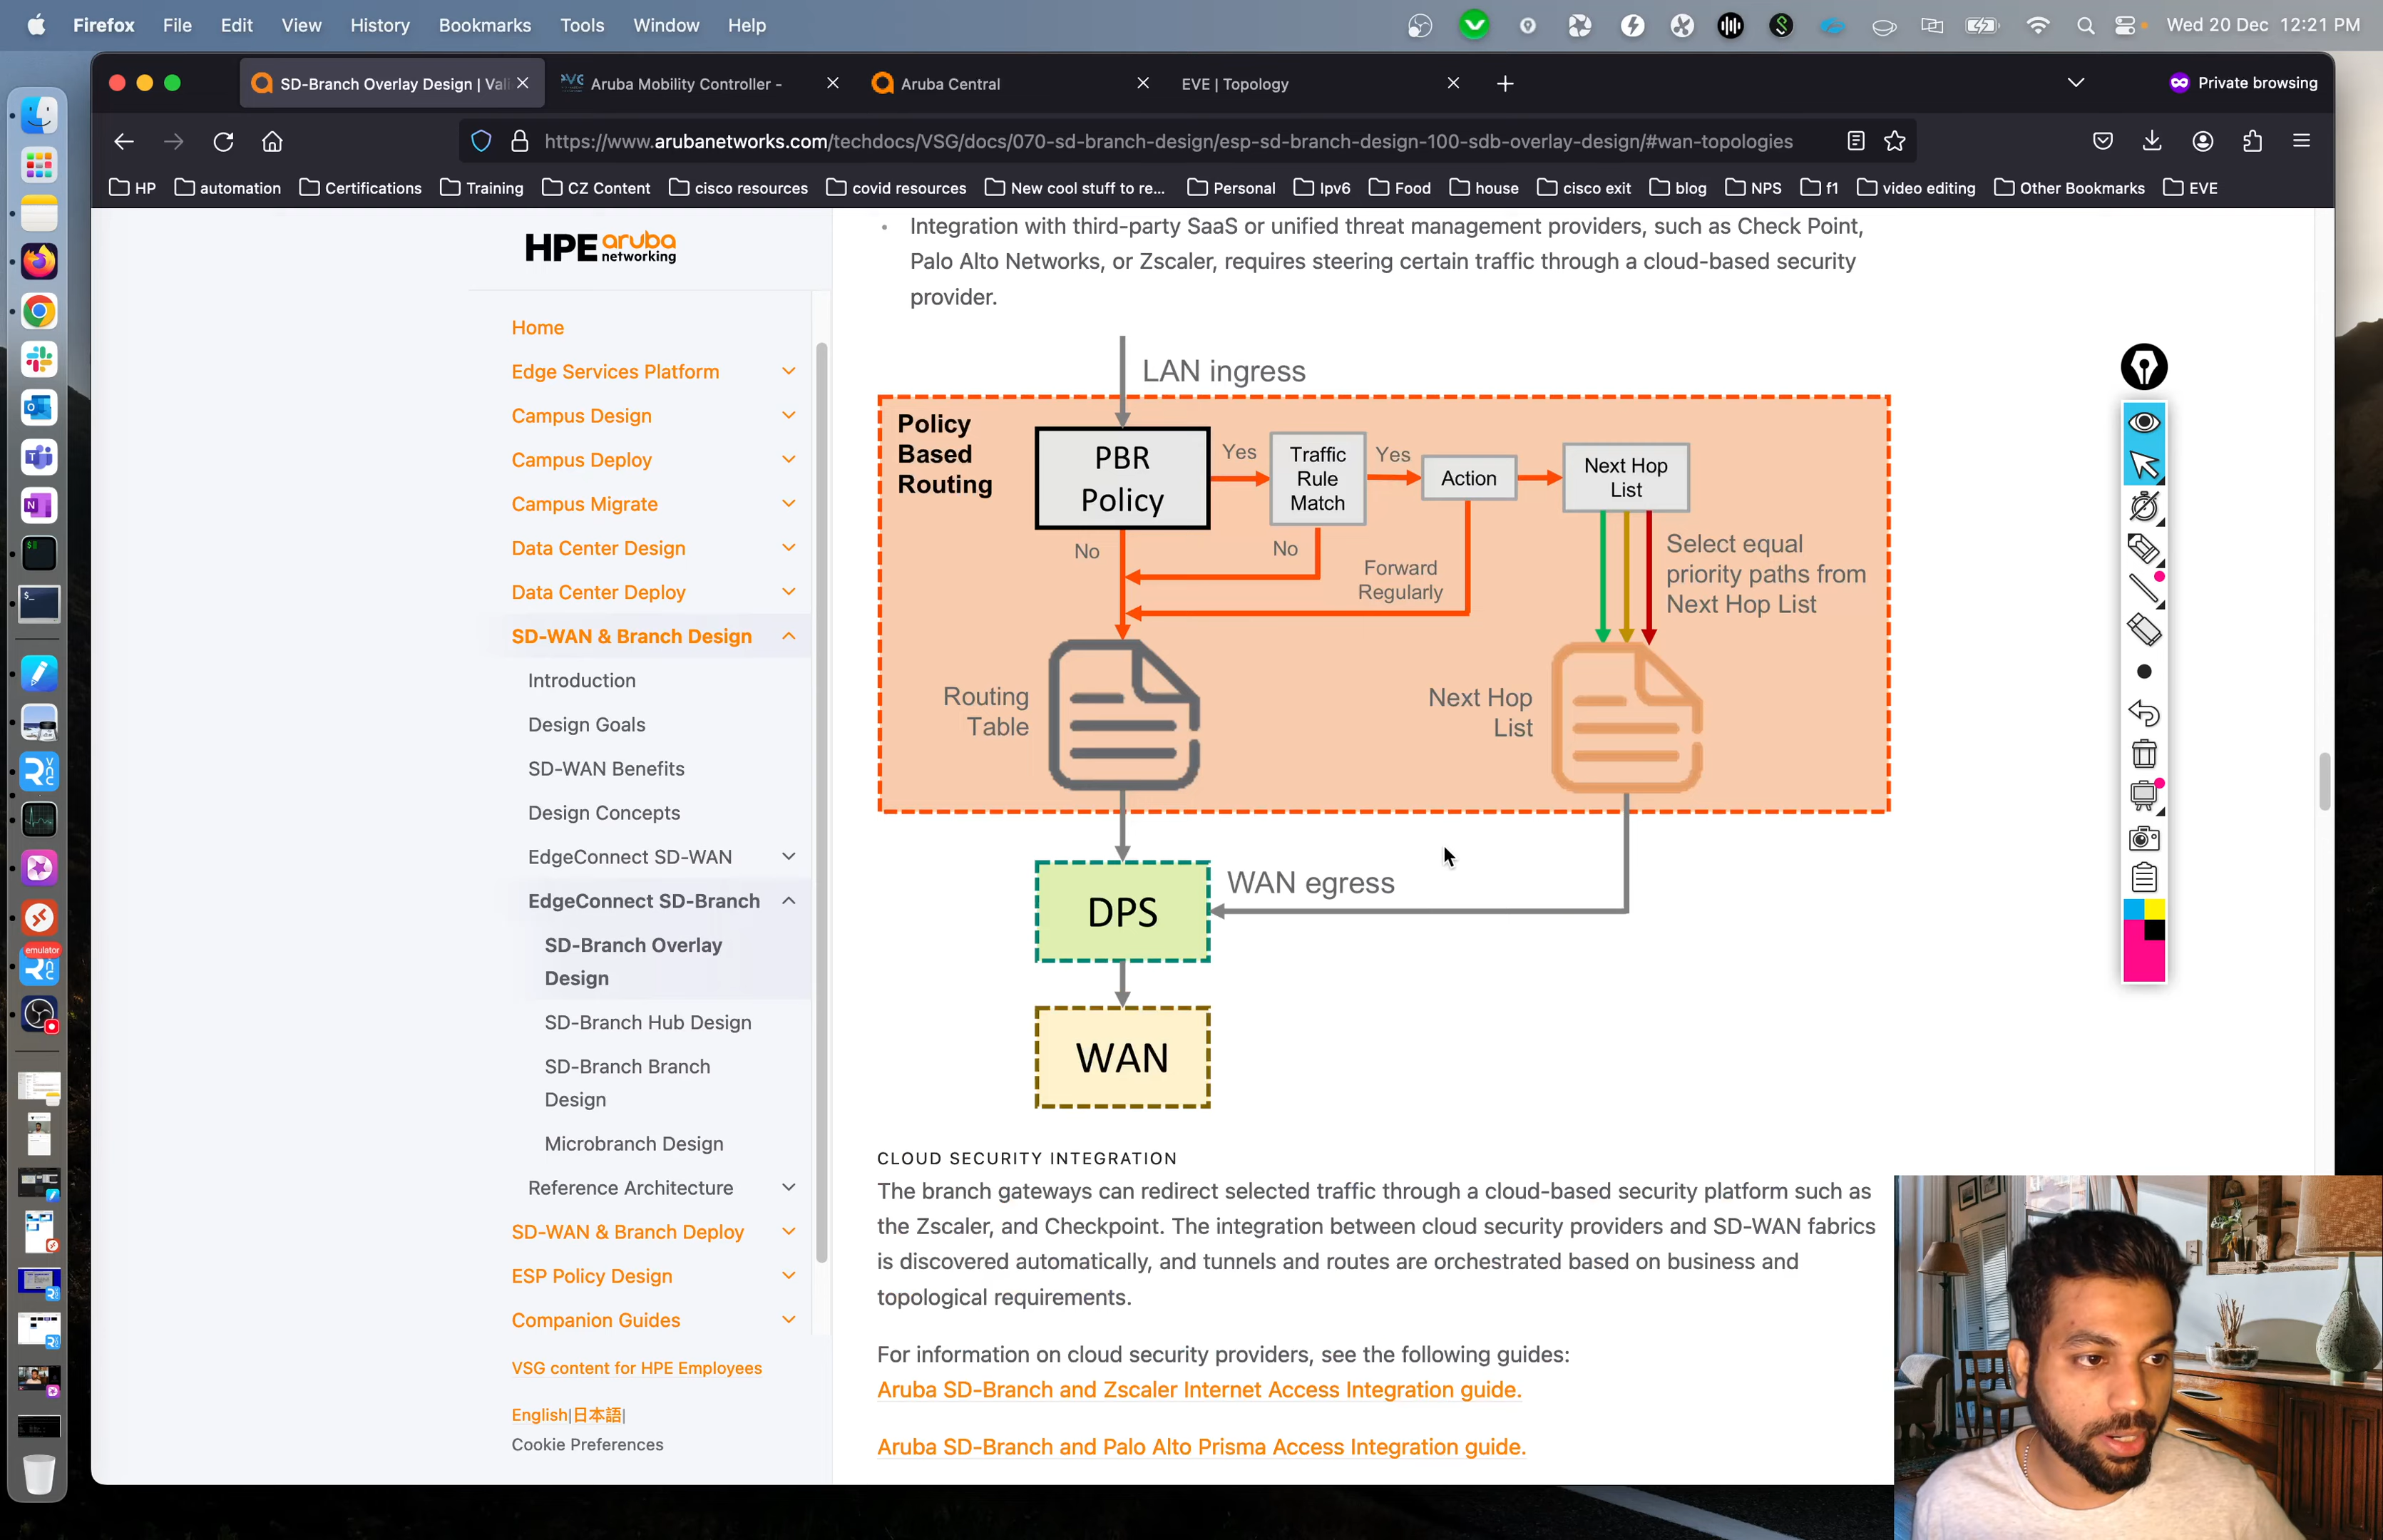 Firefox File Edit View History Bookmarks Tools Window Help Wed 20 Dec 12:21 PM
SD-Branch Overlay Design | Vali Aruba Mobility Controller - Aruba Central EVE | Topology Private browsing
https://www.arubanetworks.com/techdocs/VSG/docs/070-sd-branch-design/esp-sd-branch-design-100-sdb-overlay-design/#wan-topologies
HP automation Certifications Training CZ Content cisco resources covid resources New cool stuff to re... Personal Ipv6 Food house cisco exit blog NPS f1 video editing Other Bookmarks EVE
HPE aruba
networking
Home
Edge Services Platform
Campus Design
Campus Deploy
Campus Migrate
Data Center Design
Data Center Deploy
SD-WAN & Branch Design
Introduction
Design Goals
SD-WAN Benefits
Design Concepts
EdgeConnect SD-WAN
EdgeConnect SD-Branch
SD-Branch Overlay
Design
SD-Branch Hub Design
SD-Branch Branch
Design
Microbranch Design
Reference Architecture
SD-WAN & Branch Deploy
ESP Policy Design
Companion Guides
VSG content for HPE Employees
English|日本語|
Cookie Preferences
• Integration with third-party SaaS or unified threat management providers, such as Check Point,
Palo Alto Networks, or Zscaler, requires steering certain traffic through a cloud-based security
provider.
LAN ingress
Policy
Based
Routing
PBR
Policy
Yes
Traffic
Rule
Match
Yes
Action
Next Hop
List
No
No
Forward
Regularly
Select equal
priority paths from
Next Hop List
Routing
Table
Next Hop
List
DPS
WAN egress
WAN
CLOUD SECURITY INTEGRATION
The branch gateways can redirect selected traffic through a cloud-based security platform such as
the Zscaler, and Checkpoint. The integration between cloud security providers and SD-WAN fabrics
is discovered automatically, and tunnels and routes are orchestrated based on business and
topological requirements.
For information on cloud security providers, see the following guides:
Aruba SD-Branch and Zscaler Internet Access Integration guide.
Aruba SD-Branch and Palo Alto Prisma Access Integration guide.
emulator